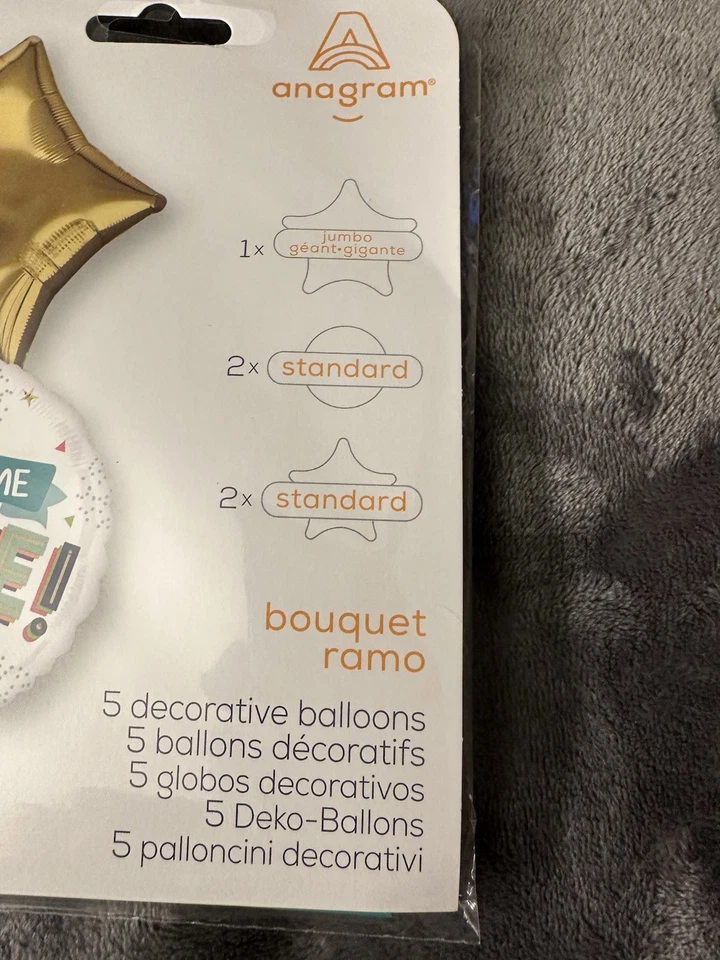 anagram®
1x jumbo
géant•gigante
2x standard
2x standard
ME
E!
bouquet
ramo
5 decorative balloons
5 ballons décoratifs
5 globos decorativos
5 Deko-Ballons
5 palloncini decorativi